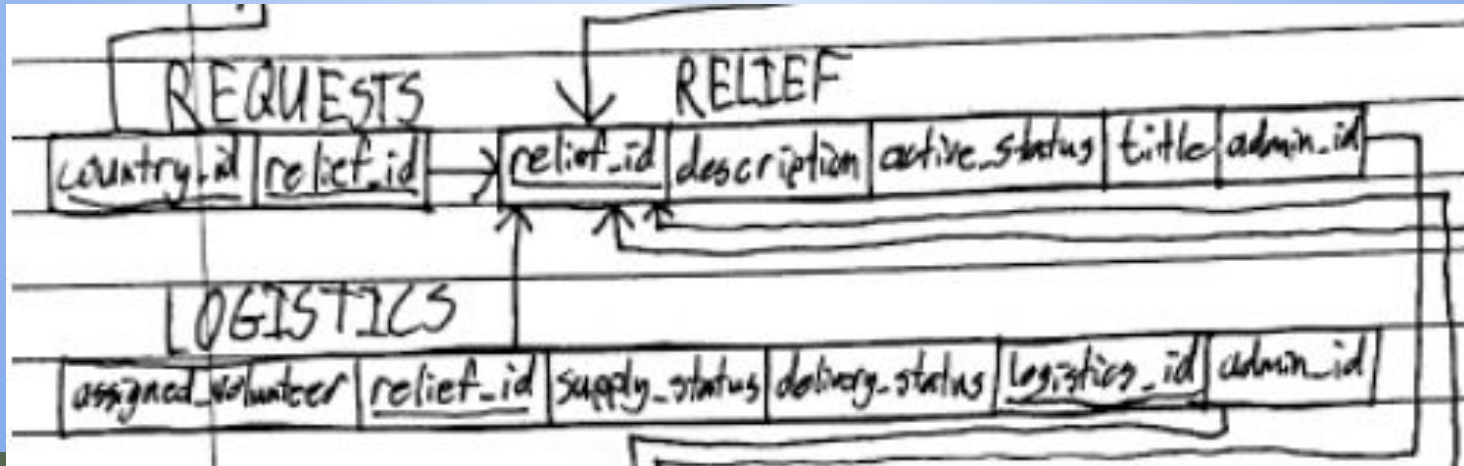 REQUESTS RELIEF
country_id relief_id relief_id description active_status title admin_id
LOGISTICS
assigned_volunteer relief_id supply_status delivery_status logistics_id admin_id